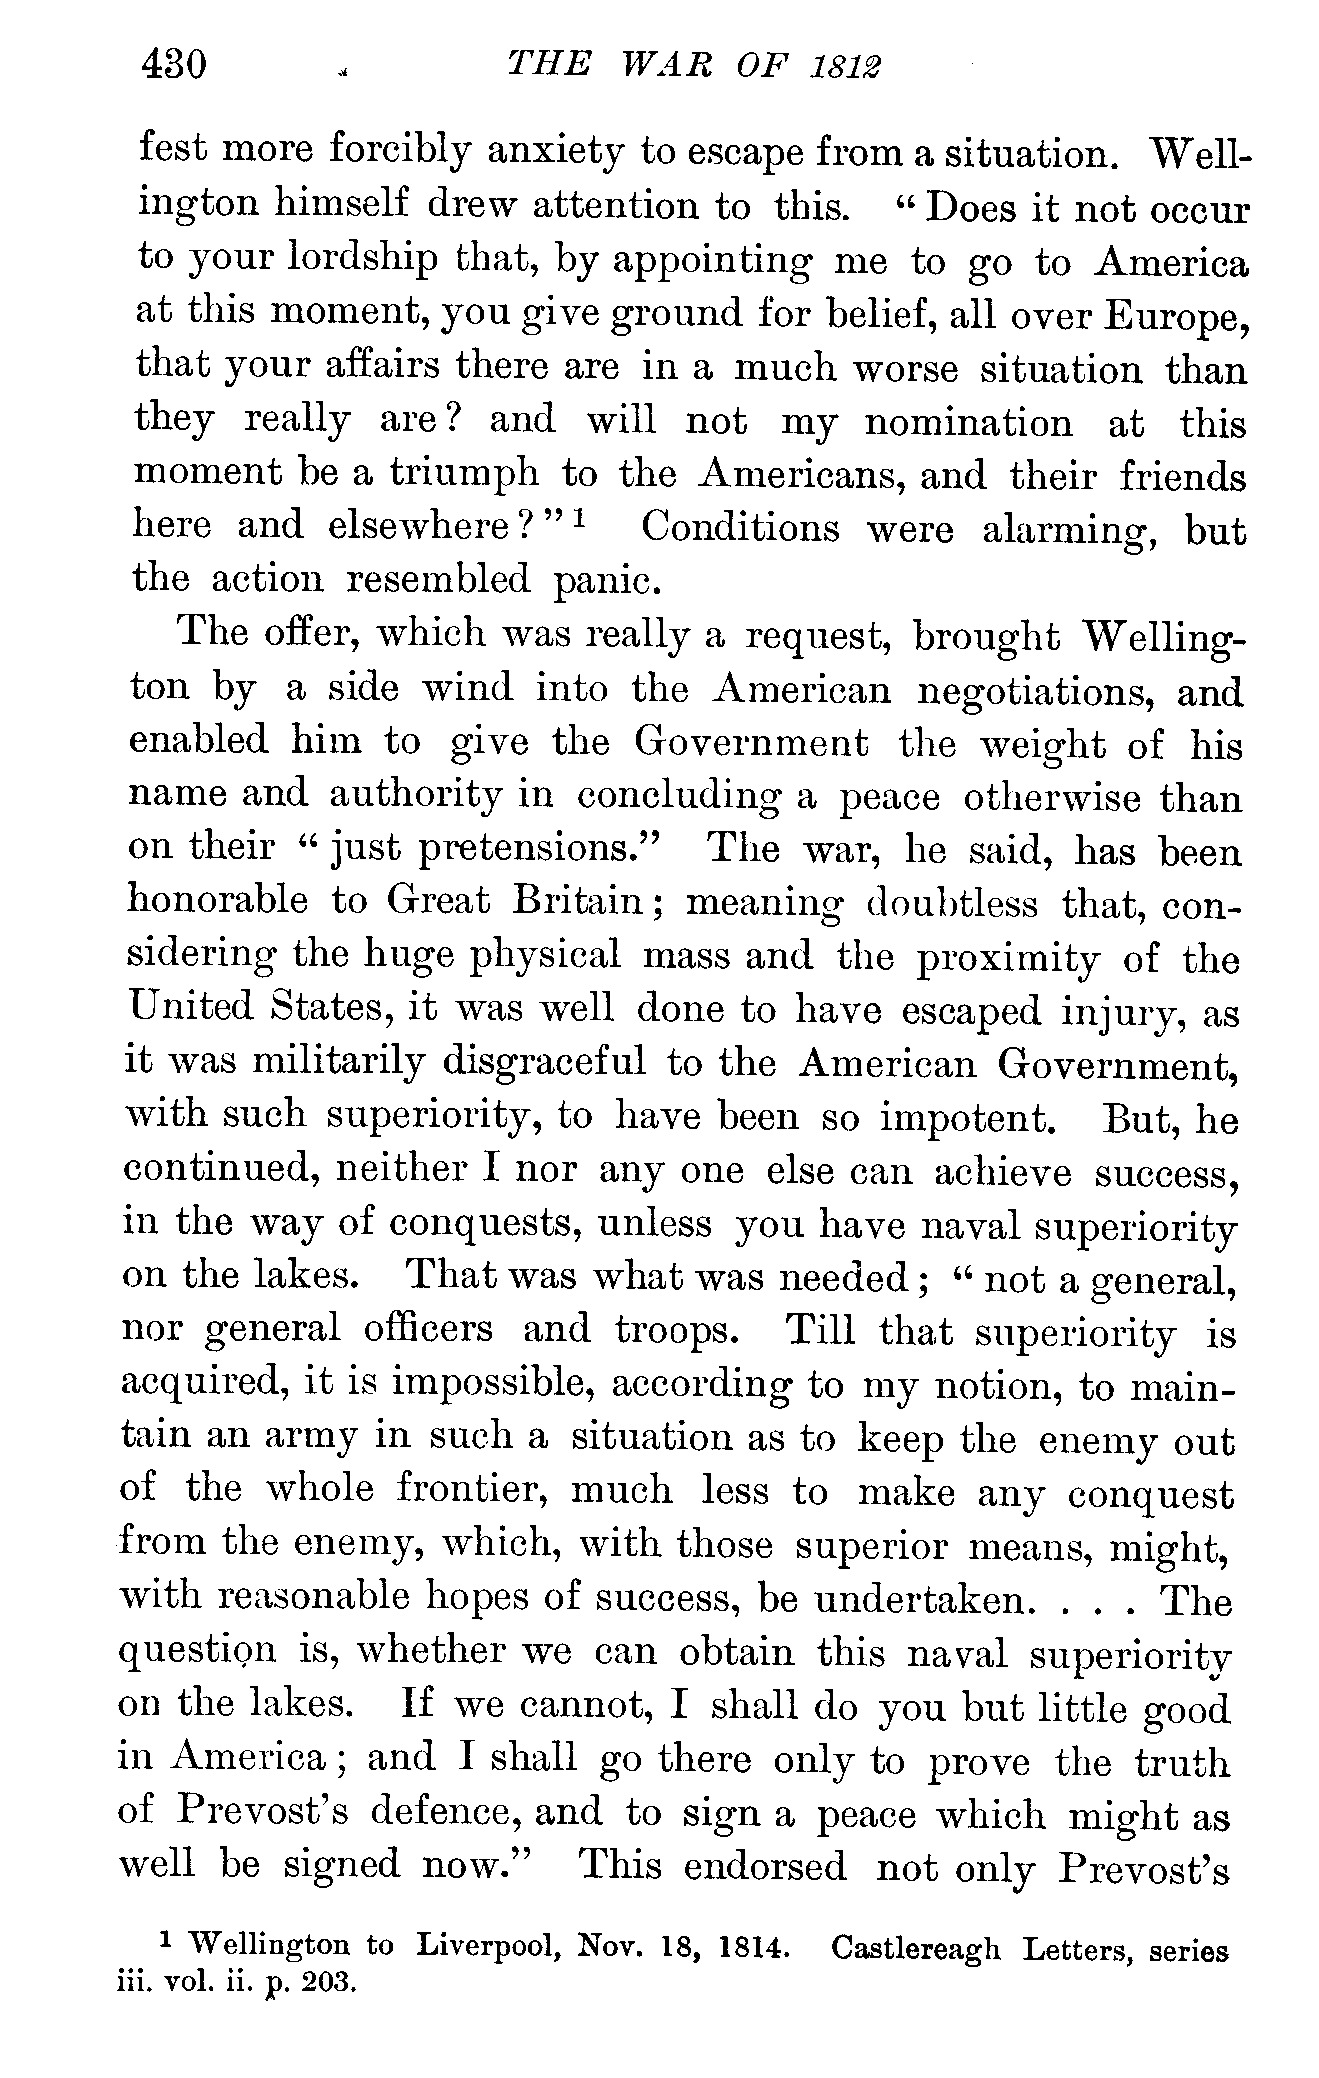 430 THE WAR OF 1812
fest more forcibly anxiety to escape from a situation. Well-
ington himself drew attention to this. “ Does it not occur
to your lordship that, by appointing me to go to America
at this moment, you give ground for belief, all over Europe,
that your affairs there are in a much worse situation than
they really are ? and will not my nomination at this
moment be a triumph to the Americans, and their friends
here and elsewhere ? ” 1 Conditions were alarming, but
the action resembled panic.
The offer, which was really a request, brought Welling-
ton by a side wind into the American negotiations, and
enabled him to give the Government the weight of his
name and authority in concluding a peace otherwise than
on their “ just pretensions.” The war, he said, has been
honorable to Great Britain ; meaning doubtless that, con-
sidering the huge physical mass and the proximity of the
United States, it was well done to have escaped injury, as
it was militarily disgraceful to the American Government,
with such superiority, to have been so impotent. But, he
continued, neither I nor any one else can achieve success,
in the way of conquests, unless you have naval superiority
on the lakes. That was what was needed ; “ not a general,
nor general officers and troops. Till that superiority is
acquired, it is impossible, according to my notion, to main-
tain an army in such a situation as to keep the enemy out
of the whole frontier, much less to make any conquest
from the enemy, which, with those superior means, might,
with reasonable hopes of success, be undertaken. . . . The
question is, whether we can obtain this naval superiority
on the lakes. If we cannot, I shall do you but little good
in America ; and I shall go there only to prove the truth
of Prevost’s defence, and to sign a peace which might as
well be signed now.” This endorsed not only Prevost’s
1 Wellington to Liverpool, Nov. 18, 1814. Castlereagh Letters, series
iii. vol. ii. p. 203.